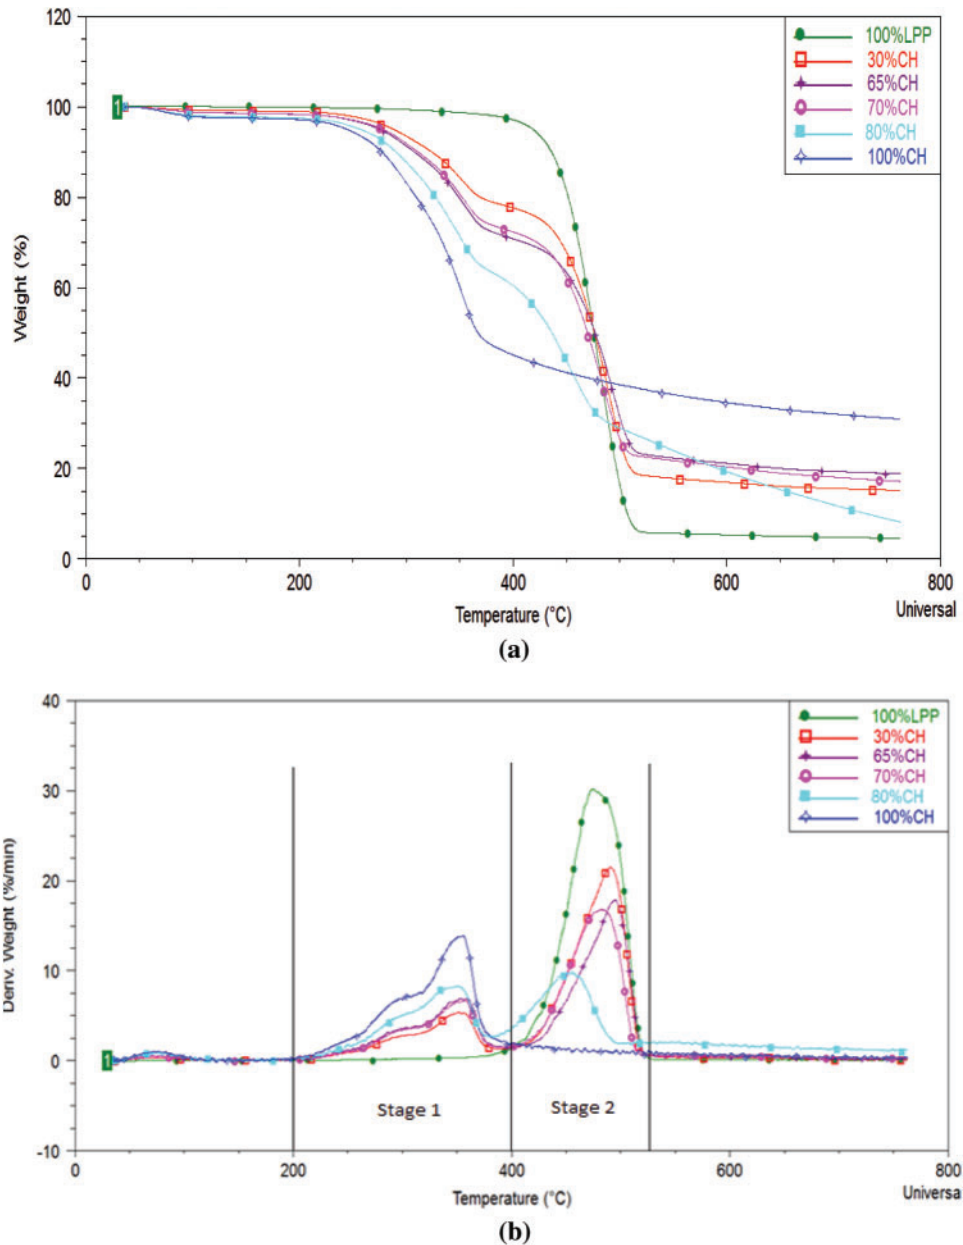 120
100
80
60
40
20
0
Weight (%)
1
100%LPP
30%CH
65%CH
70%CH
80%CH
100%CH
0 200 400 600 800
Temperature (°C)
Universal
(a)
40
30
20
10
0
-10
Deriv. Weight (%/min)
1
100%LPP
30%CH
65%CH
70%CH
80%CH
100%CH
Stage 1
Stage 2
0 200 400 600 800
Temperature (°C)
Universa
(b)